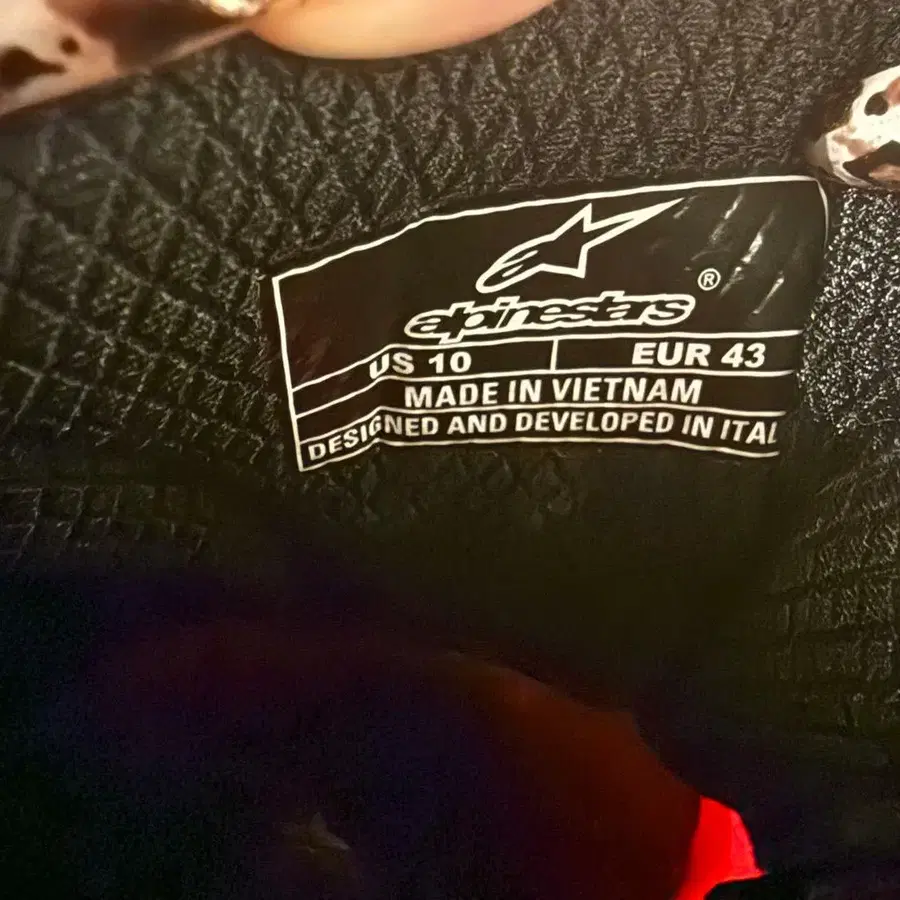 alpinestars ®
US 10 EUR 43
MADE IN VIETNAM
DESIGNED AND DEVELOPED IN ITAL